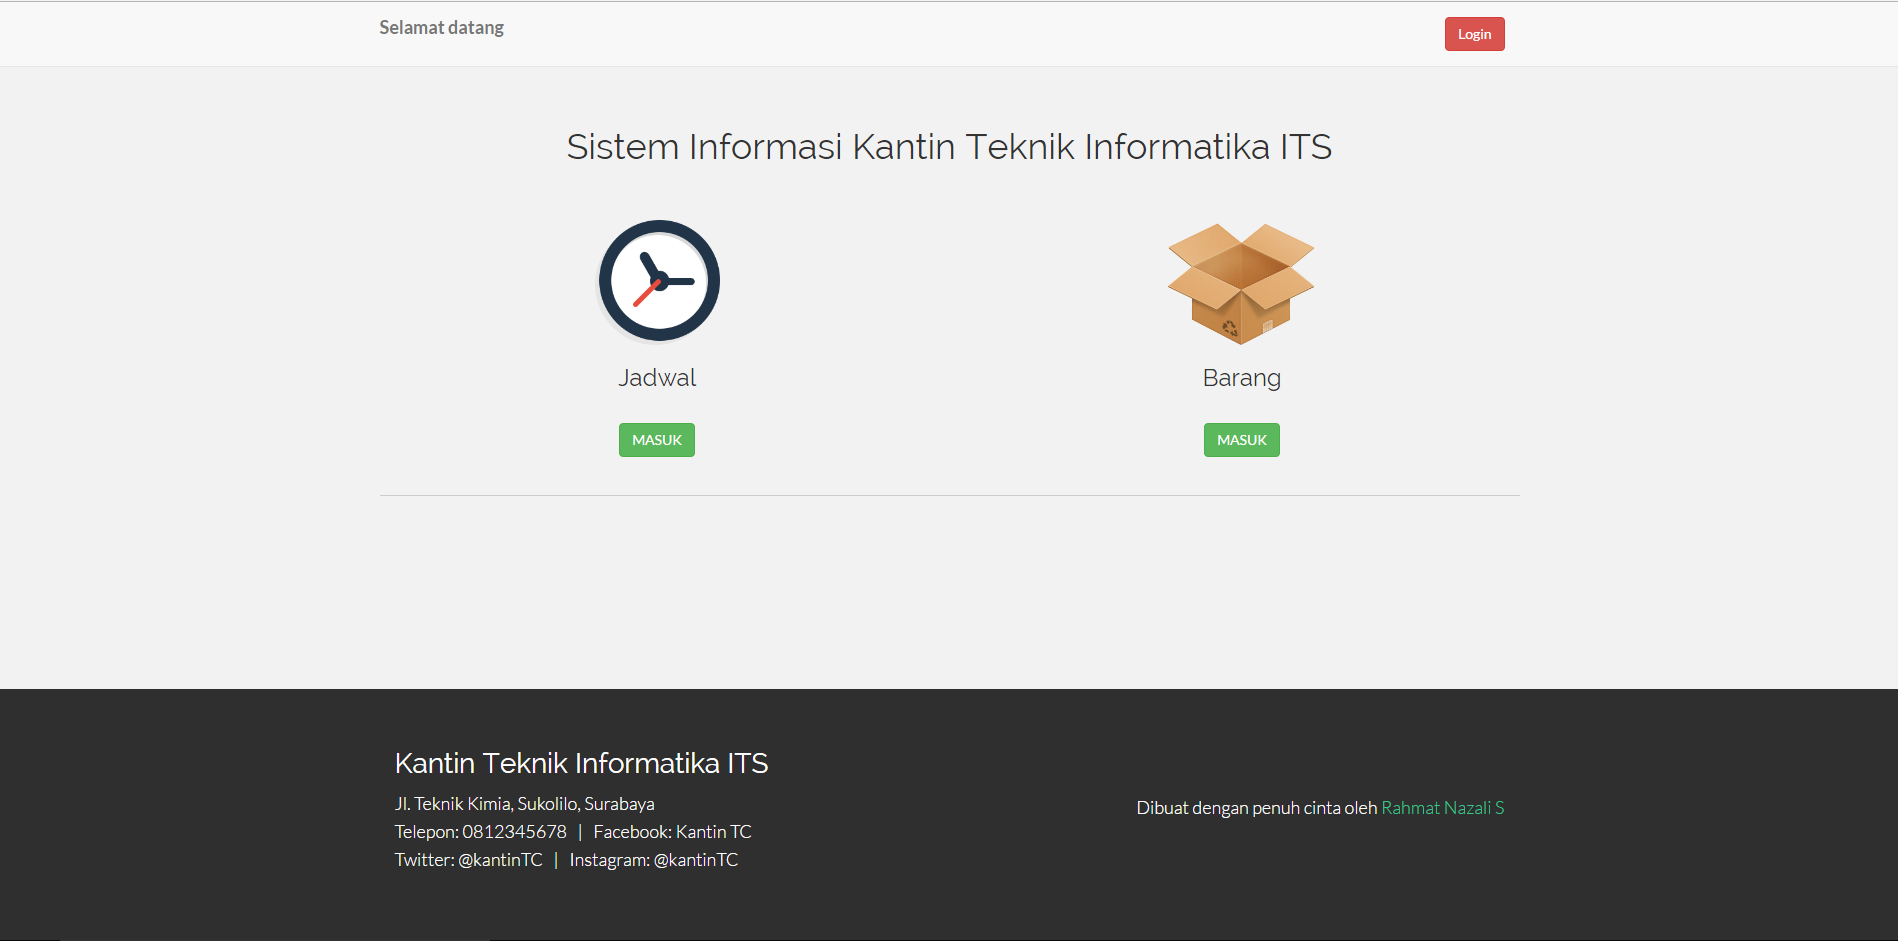 Selamat datang
Login
Sistem Informasi Kantin Teknik Informatika ITS
Jadwal
Barang
MASUK
MASUK
Kantin Teknik Informatika ITS
Jl. Teknik Kimia, Sukolilo, Surabaya
Telepon: 0812345678 | Facebook: Kantin TC
Twitter: @kantinTC | Instagram: @kantinTC
Dibuat dengan penuh cinta oleh Rahmat Nazali S